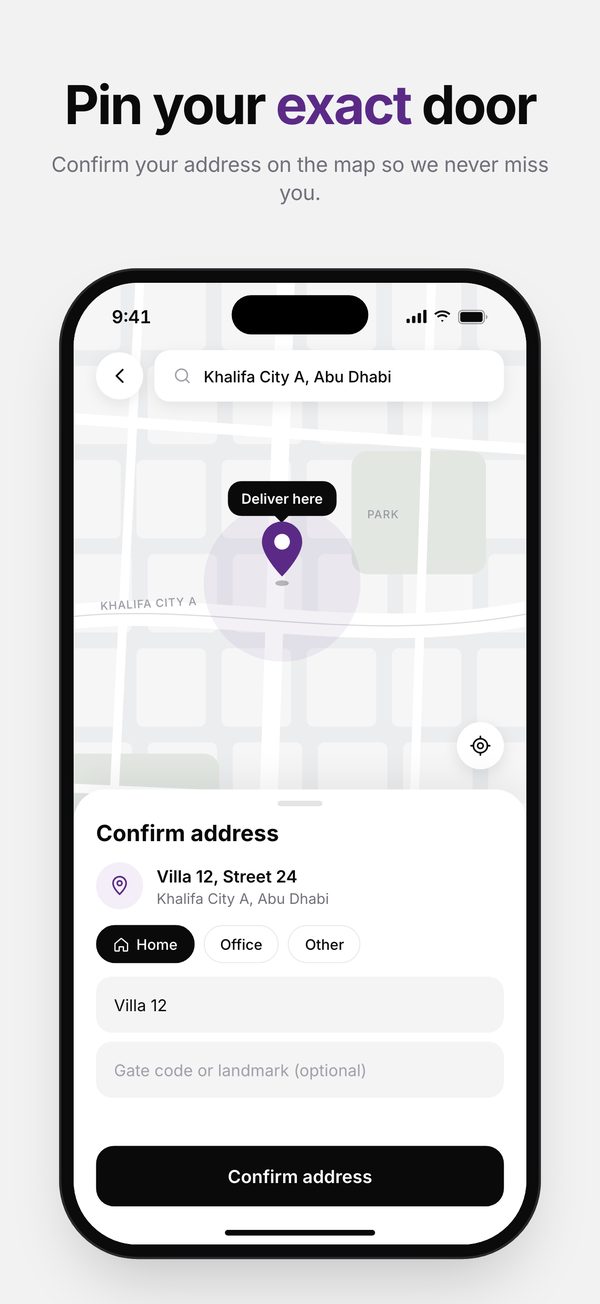 Pin your exact door
Confirm your address on the map so we never miss
you.
9:41
Khalifa City A, Abu Dhabi
Deliver here
PARK
KHALIFA CITY A
Confirm address
Villa 12, Street 24
Khalifa City A, Abu Dhabi
Home Office Other
Villa 12
Gate code or landmark (optional)
Confirm address